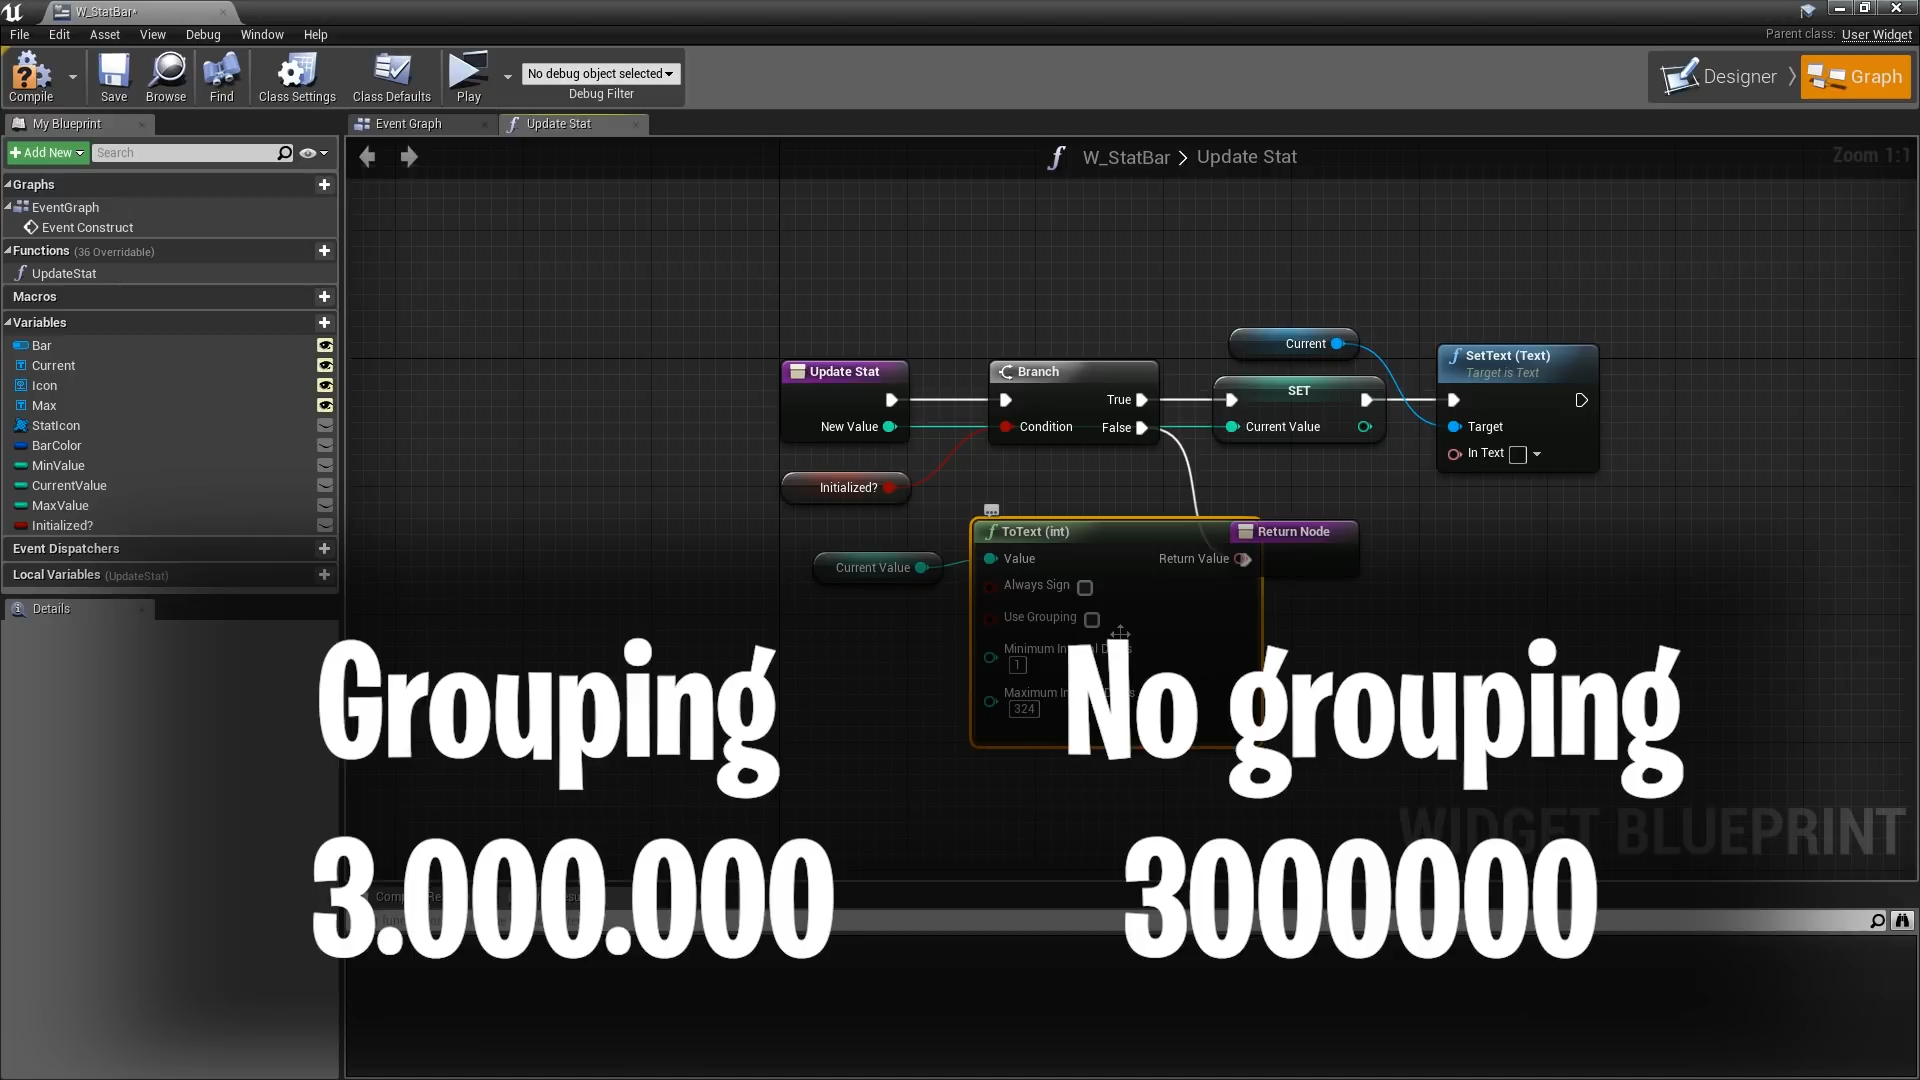 W_StatBar*
File Edit Asset View Debug Window Help
Parent class: User Widget
Compile Save Browse Find Class Settings Class Defaults Play
No debug object selected
Debug Filter
Designer Graph
My Blueprint
Event Graph Update Stat
+ Add New Search
W_StatBar > Update Stat
Zoom 1:1
Graphs
EventGraph
Event Construct
Functions (36 Overridable)
UpdateStat
Macros
Variables
Bar
Current
Icon
Max
StatIcon
BarColor
MinValue
CurrentValue
MaxValue
Initialized?
Event Dispatchers
Local Variables (UpdateStat)
Details
Update Stat
New Value
Initialized?
Branch
True
Condition False
Current
SET
Current Value
SetText (Text)
Target is Text
Target
In Text
Current Value
ToText (int)
Value Return Value
Always Sign
Use Grouping
1
324
Return Node
Grouping No grouping
3.000.000 3000000
WIDGET BLUEPRINT